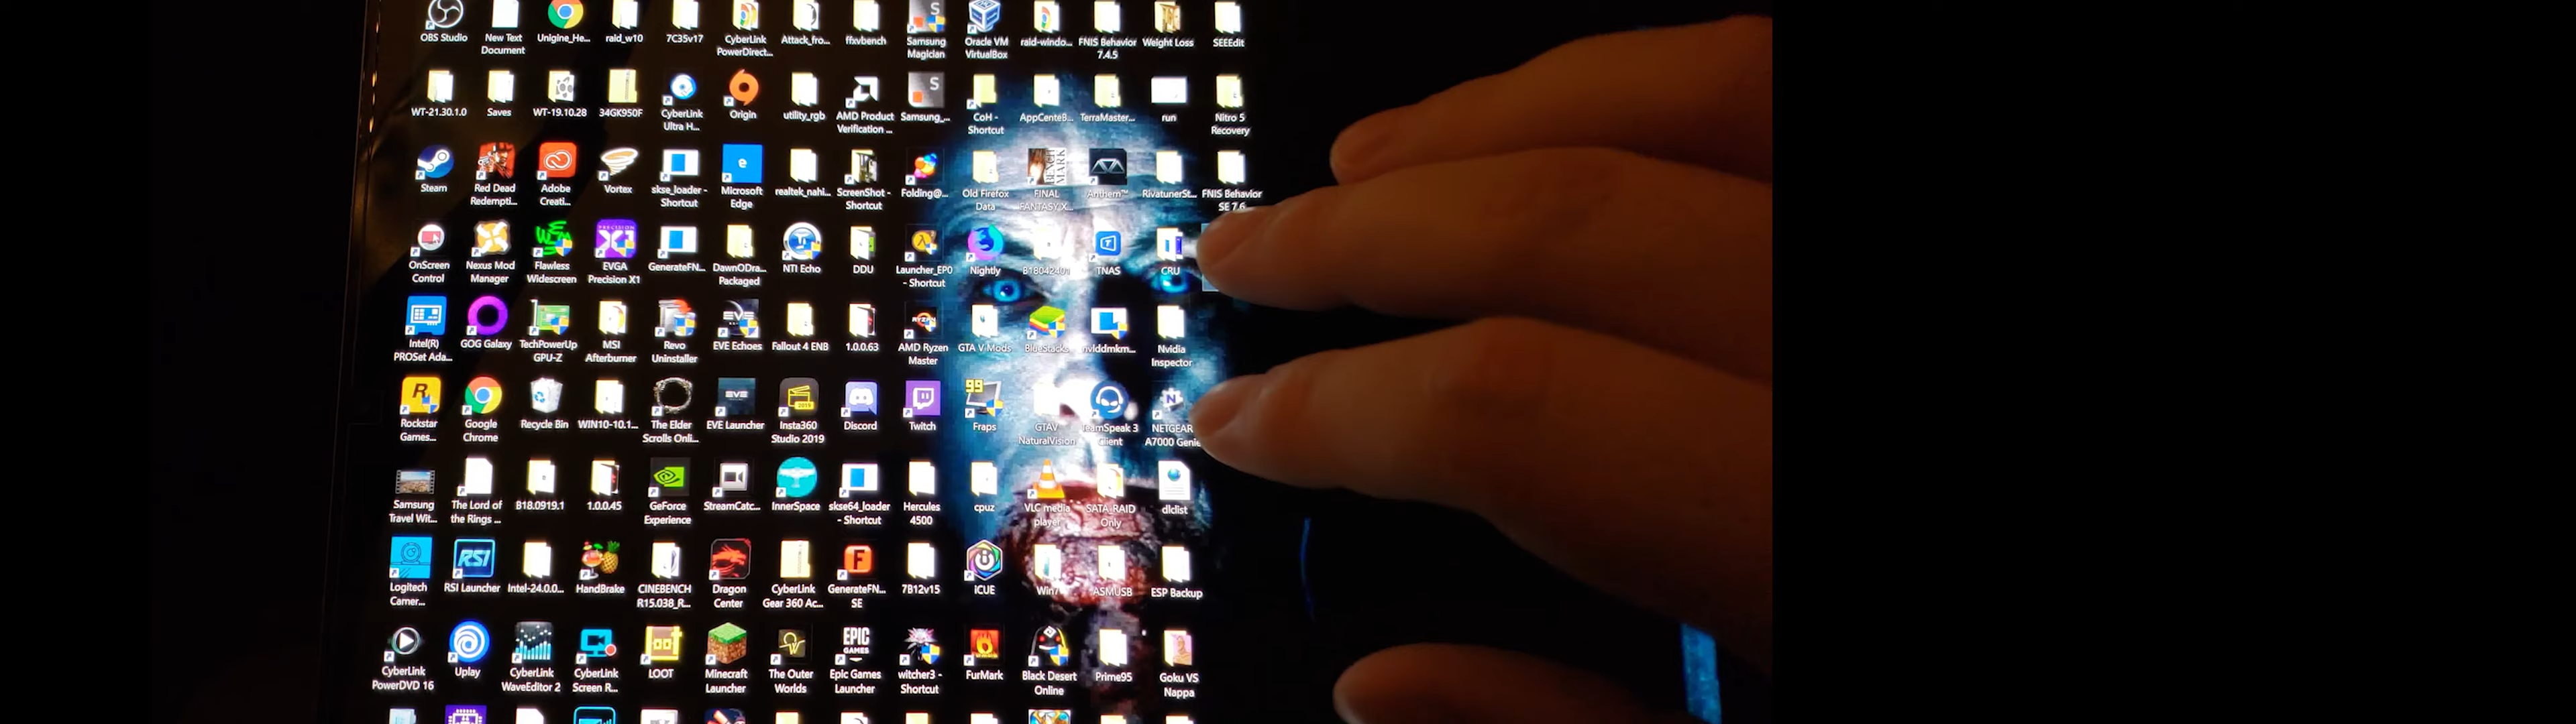 OBS Studio
New Text
Document
Unigine_He...
raid_w10
7C35v17
CyberLink
PowerDirect...
Attack_fro...
ffxvbench
Samsung
Magician
Oracle VM
VirtualBox
raid-windo...
FNIS Behavior
7.4.5
Weight Loss
SEEEdit
WT-21.30.1.0
Saves
WT-19.10.28
34GK950F
CyberLink
Ultra H...
Origin
utility_rgb
AMD Product
Verification ...
Samsung_...
CoH -
Shortcut
AppCenteB...
TerraMaster...
run
Nitro 5
Recovery
Steam
Red Dead
Redempti...
Adobe
Creati...
Vortex
skse_loader -
Shortcut
Microsoft
Edge
realtek_nahi...
ScreenShot -
Shortcut
Folding@...
Old Firefox
Data
FINAL
FANTASY X...
Anthem™
RivatunerSt...
FNIS Behavior
SE 7.6
OnScreen
Control
Nexus Mod
Manager
Flawless
Widescreen
EVGA
Precision X1
GenerateFN...
DawnODra...
Packaged
NTI Echo
DDU
Launcher_EP0
- Shortcut
Nightly
B18042401
TNAS
CRU
Intel(R)
PROSet Ada...
GOG Galaxy
TechPowerUp
GPU-Z
MSI
Afterburner
Revo
Uninstaller
EVE Echoes
Fallout 4 ENB
1.0.0.63
AMD Ryzen
Master
GTA V Mods
BlueStacks
nvlddmkm...
Nvidia
Inspector
Rockstar
Games...
Google
Chrome
Recycle Bin
WIN10-10.1...
The Elder
Scrolls Onli...
EVE Launcher
Insta360
Studio 2019
Discord
Twitch
99
Fraps
GTAV
NaturalVision
TeamSpeak 3
Client
NETGEAR
A7000 Genie
Samsung
Travel Wit...
The Lord of
the Rings ...
B18.0919.1
1.0.0.45
GeForce
Experience
StreamCatc...
InnerSpace
skse64_loader
- Shortcut
Hercules
4500
cpuz
VLC media
player
SATA-RAID
Only
dlclist
Logitech
Camer...
RSI
RSI Launcher
Intel-24.0.0...
HandBrake
CINEBENCH
R15.038_R...
Dragon
Center
CyberLink
Gear 360 Ac...
GenerateFN...
SE
7B12v15
iCUE
Win7
ASMUSB
ESP Backup
CyberLink
PowerDVD 16
Uplay
CyberLink
WaveEditor 2
CyberLink
Screen R...
LOOT
Minecraft
Launcher
The Outer
Worlds
EPIC
GAMES
Epic Games
Launcher
witcher3 -
Shortcut
FurMark
Black Desert
Online
Prime95
Goku VS
Nappa